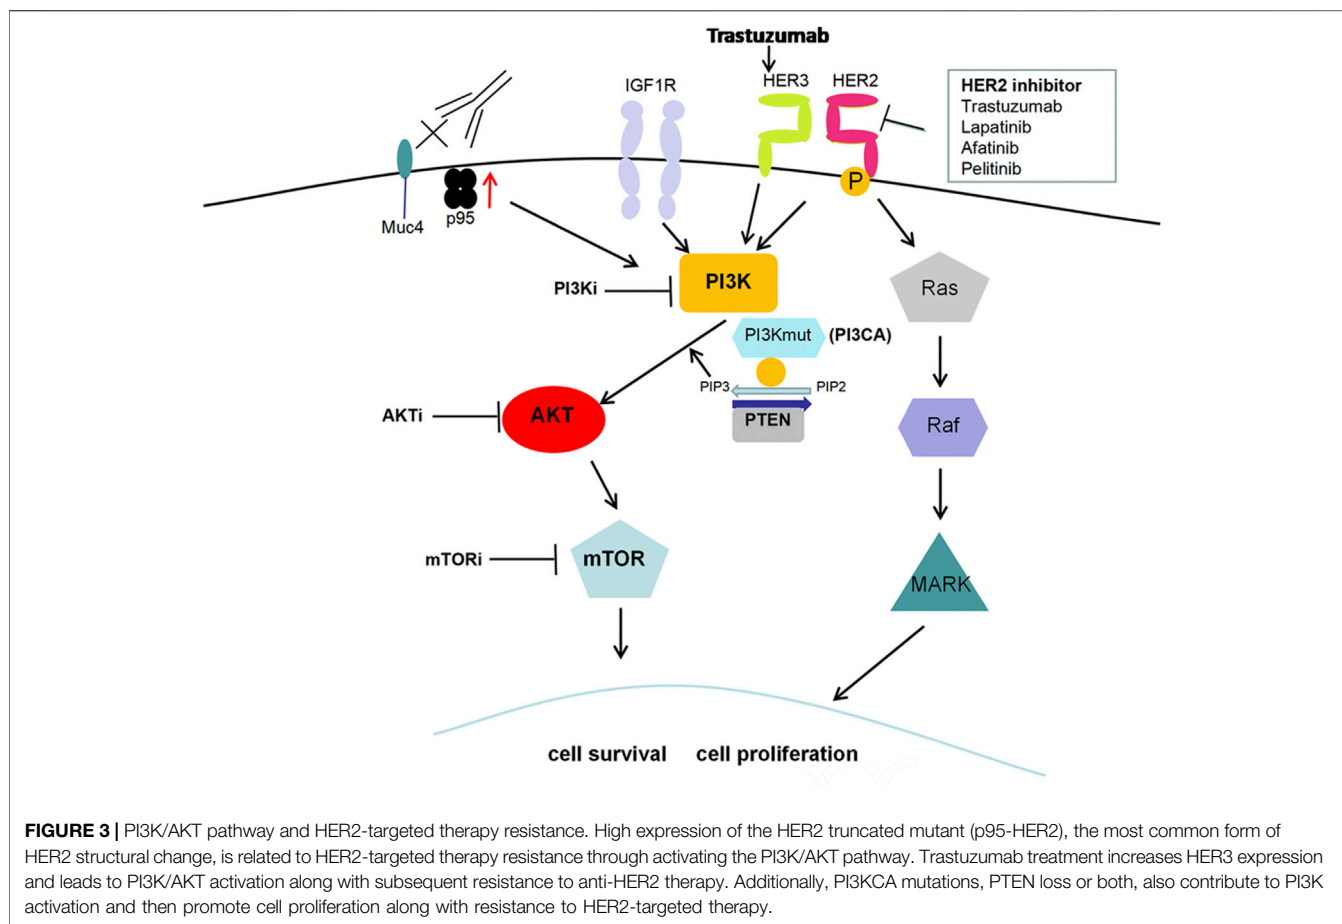 Trastuzumab
IGF1R
HER3
HER2
HER2 inhibitor
Trastuzumab
Lapatinib
Afatinib
Pelitinib
P
Muc4
p95
PI3Ki
PI3K
Ras
PI3Kmut
(PI3CA)
PIP3
PIP2
PTEN
AKTi
AKT
Raf
mTORi
mTOR
MARK
cell survival
cell proliferation
FIGURE 3 | PI3K/AKT pathway and HER2-targeted therapy resistance. High expression of the HER2 truncated mutant (p95-HER2), the most common form of
HER2 structural change, is related to HER2-targeted therapy resistance through activating the PI3K/AKT pathway. Trastuzumab treatment increases HER3 expression
and leads to PI3K/AKT activation along with subsequent resistance to anti-HER2 therapy. Additionally, PI3KCA mutations, PTEN loss or both, also contribute to PI3K
activation and then promote cell proliferation along with resistance to HER2-targeted therapy.